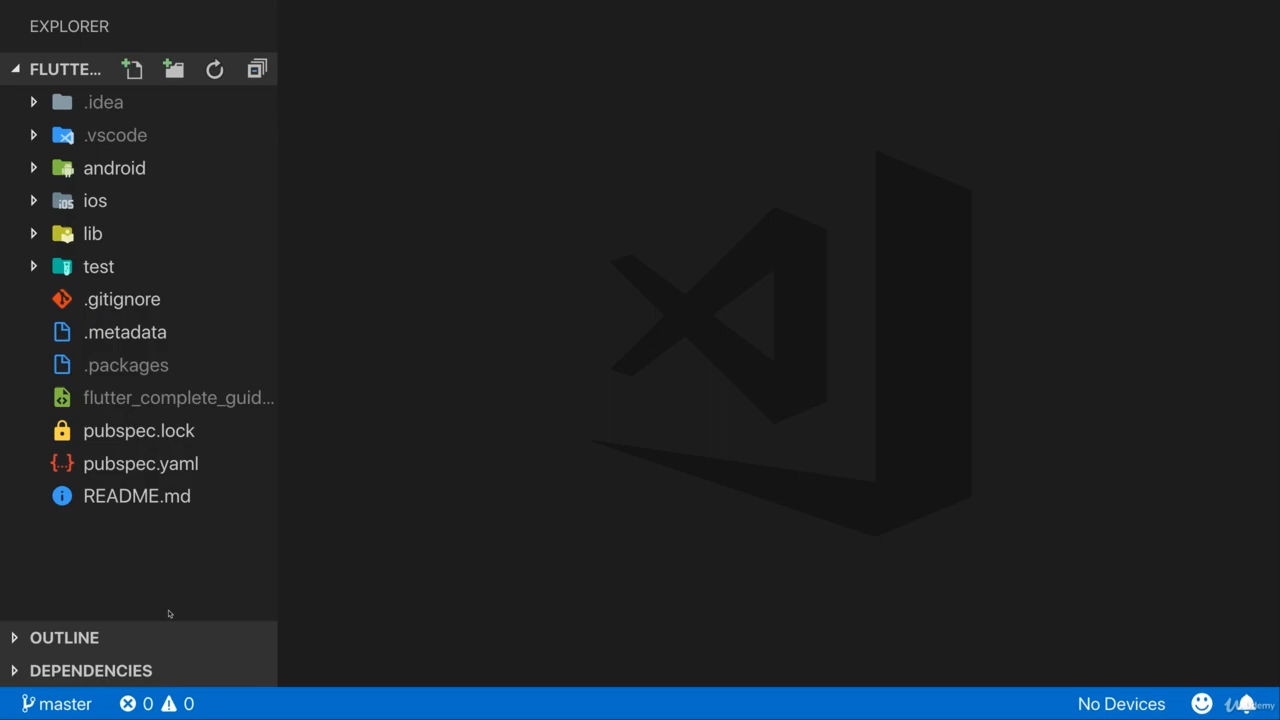 EXPLORER
FLUTTE...
.idea
.vscode
android
ios
lib
test
.gitignore
.metadata
.packages
flutter_complete_guid...
pubspec.lock
pubspec.yaml
README.md
OUTLINE
DEPENDENCIES
master 0 0 No Devices Udemy